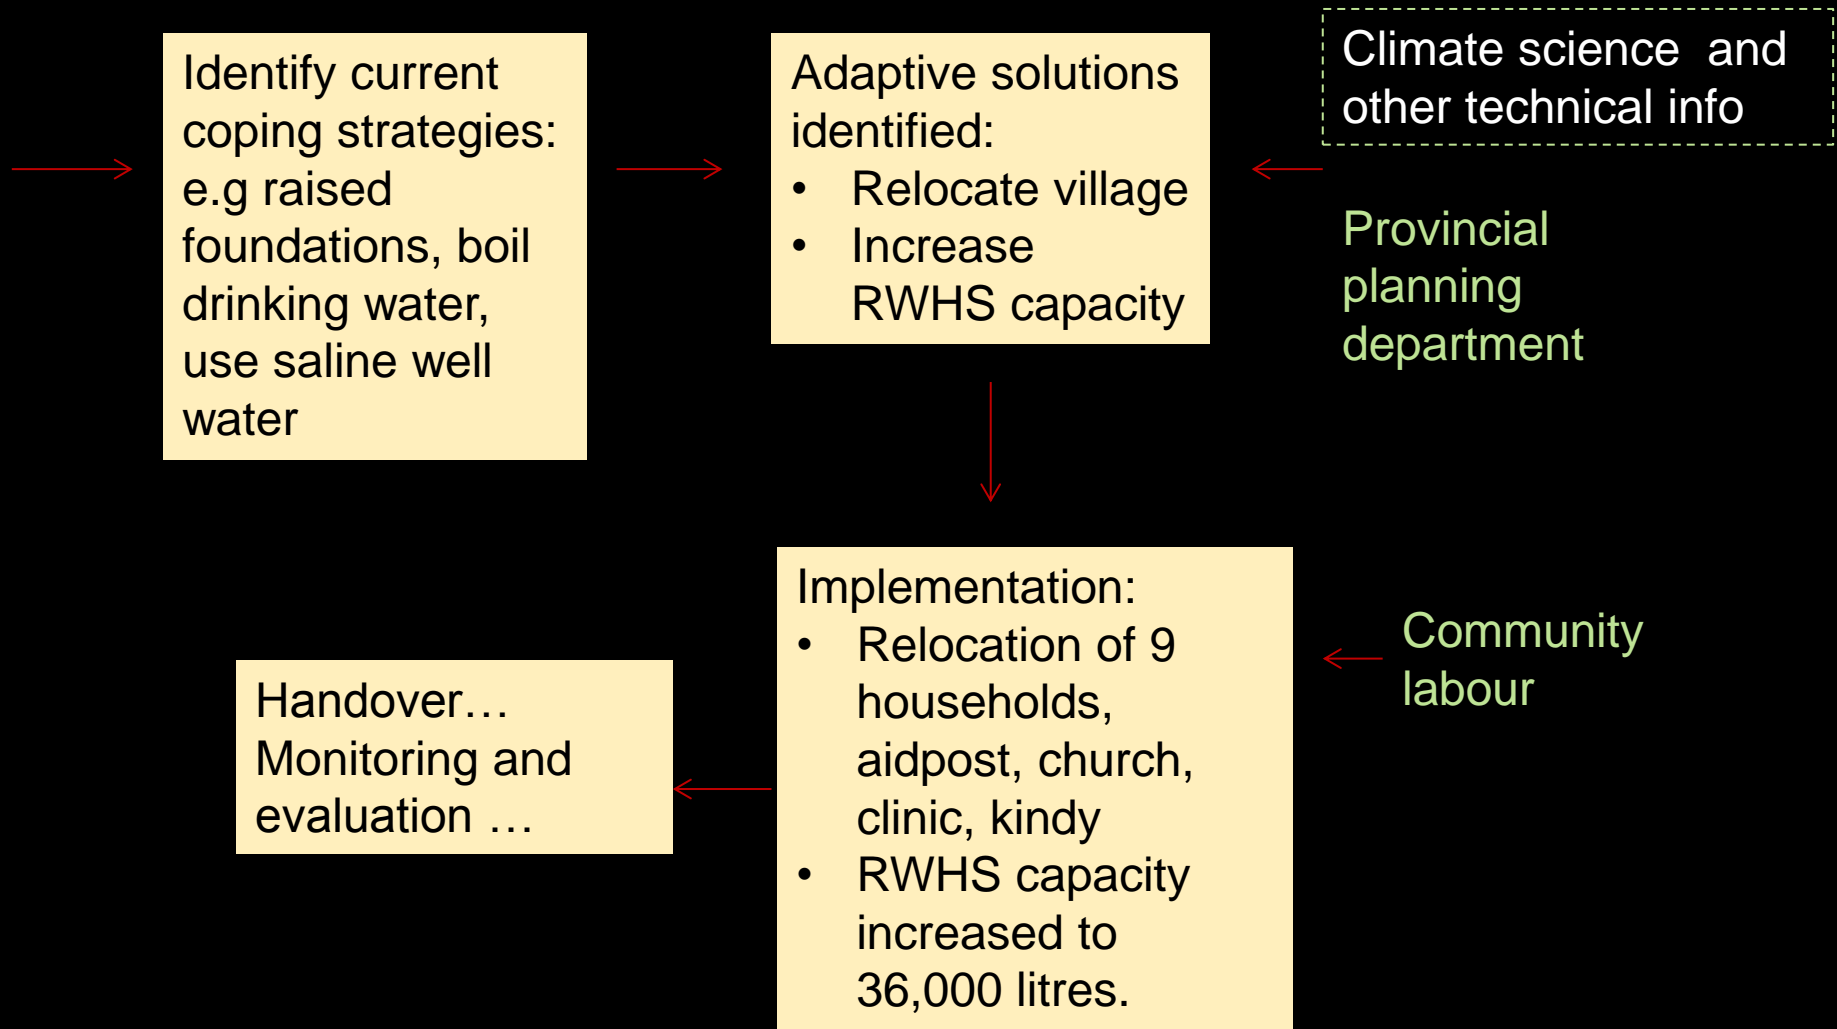 Identify current
coping strategies:
e.g raised
foundations, boil
drinking water,
use saline well
water
Adaptive solutions
identified:
• Relocate village
• Increase
RWHS capacity
Climate science  and
other technical info
Provincial
planning
department
Implementation:
• Relocation of 9
households,
aidpost, church,
clinic, kindy
• RWHS capacity
increased to
36,000 litres.
Community
labour
Handover…
Monitoring and
evaluation …